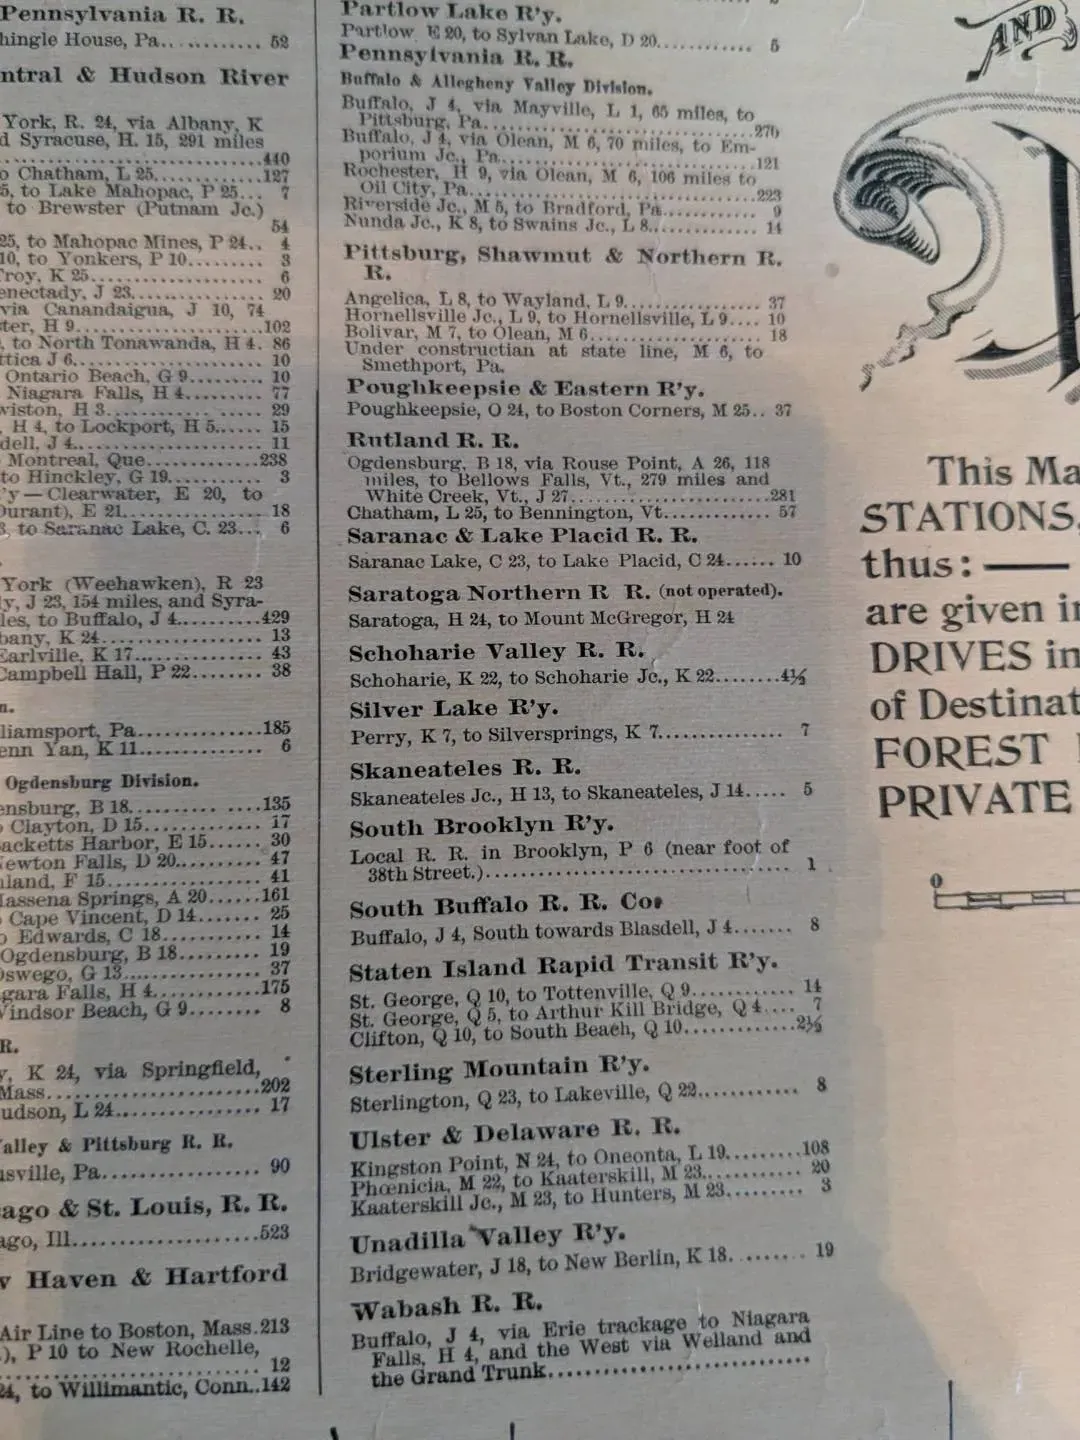 Pennsylvania R. R.
hingle House, Pa............ 52
ntral & Hudson River
York, R. 24, via Albany, K
d Syracuse, H. 15, 291 miles
..............................440
o Chatham, L 25..............127
5, to Lake Mahopac, P 25... 7
to Brewster (Putnam Jc.)
54
25, to Mahopac Mines, P 24.. 4
10, to Yonkers, P 10......... 3
Troy, K 25.................... 6
enectady, J 23............... 20
via Canandaigua, J 10, 74
ster, H 9.....................102
, to North Tonawanda, H 4. 86
ttica J 6..................... 10
Ontario Beach, G 9......... 10
Niagara Falls, H 4......... 77
wiston, H 3.................. 29
, H 4, to Lockport, H 5...... 15
dell, J 4...................... 11
Montreal, Que..............238
to Hinckley, G 19............ 3
'y — Clearwater, E 20, to
Durant), E 21................ 18
3, to Saranac Lake, C. 23... 6
York (Weehawken), R 23
y, J 23, 154 miles, and Syra-
les, to Buffalo, J 4..........429
bany, K 24.................... 13
Earlville, K 17............... 43
Campbell Hall, P 22........ 38
n.
lliamsport, Pa..............185
enn Yan, K 11............... 6
Ogdensburg Division.
ensburg, B 18..............135
o Clayton, D 15............. 17
acketts Harbor, E 15...... 30
Newton Falls, D 20......... 47
land, F 15................... 41
Massena Springs, A 20......161
o Cape Vincent, D 14....... 25
o Edwards, C 18............ 14
Ogdensburg, B 18.......... 19
Oswego, G 13................ 37
gara Falls, H 4..............175
Windsor Beach, G 9........ 8
R.
y, K 24, via Springfield,
Mass..........................202
udson, L 24.................. 17
Valley & Pittsburg R. R.
sville, Pa.................... 90
ago & St. Louis, R. R.
ago, Ill.......................523
v Haven & Hartford
Air Line to Boston, Mass.213
), P 10 to New Rochelle,
............................ 12
24, to Willimantic, Conn..142
Partlow Lake R'y.
Partlow E 20, to Sylvan Lake, D 20............ 5
Pennsylvania R. R.
Buffalo & Allegheny Valley Division.
Buffalo, J 4, via Mayville, L 1, 65 miles, to
Pittsburg, Pa..............................270
Buffalo, J 4, via Olean, M 6, 70 miles, to Em-
porium Jc., Pa............................121
Rochester, H 9, via Olean, M 6, 106 miles to
Oil City, Pa...............................223
Riverside Jc., M 5, to Bradford, Pa............ 9
Nunda Jc., K 8, to Swains Jc., L 8............. 14
Pittsburg, Shawmut & Northern R.
R.
Angelica, L 8, to Wayland, L 9................ 37
Hornellsville Jc., L 9, to Hornellsville, L 9.... 10
Bolivar, M 7, to Olean, M 6.................... 18
Under constructian at state line, M 6, to
Smethport, Pa.
Poughkeepsie & Eastern R'y.
Poughkeepsie, O 24, to Boston Corners, M 25.. 37
Rutland R. R.
Ogdensburg, B 18, via Rouse Point, A 26, 118
miles, to Bellows Falls, Vt., 279 miles and
White Creek, Vt., J 27........................281
Chatham, L 25, to Bennington, Vt............ 57
Saranac & Lake Placid R. R.
Saranac Lake, C 23, to Lake Placid, C 24...... 10
Saratoga Northern R R. (not operated).
Saratoga, H 24, to Mount McGregor, H 24
Schoharie Valley R. R.
Schoharie, K 22, to Schoharie Jc., K 22........4½
Silver Lake R'y.
Perry, K 7, to Silversprings, K 7............... 7
Skaneateles R. R.
Skaneateles Jc., H 13, to Skaneateles, J 14..... 5
South Brooklyn R'y.
Local R. R. in Brooklyn, P 6 (near foot of
38th Street.)................................... 1
South Buffalo R. R. Co.
Buffalo, J 4, South towards Blasdell, J 4....... 8
Staten Island Rapid Transit R'y.
St. George, Q 10, to Tottenville, Q 9........... 14
St. George, Q 5, to Arthur Kill Bridge, Q 4.... 7
Clifton, Q 10, to South Beach, Q 10............2½
Sterling Mountain R'y.
Sterlington, Q 23, to Lakeville, Q 22........... 8
Ulster & Delaware R. R.
Kingston Point, N 24, to Oneonta, L 19.........108
Phœnicia, M 22, to Kaaterskill, M 23........... 20
Kaaterskill Jc., M 23, to Hunters, M 23......... 3
Unadilla Valley R'y.
Bridgewater, J 18, to New Berlin, K 18......... 19
Wabash R. R.
Buffalo, J 4, via Erie trackage to Niagara
Falls, H 4, and the West via Welland and
the Grand Trunk..............................
AND
This Ma
STATIONS,
thus: —
are given in
DRIVES in
of Destinat
FOREST
PRIVATE
0